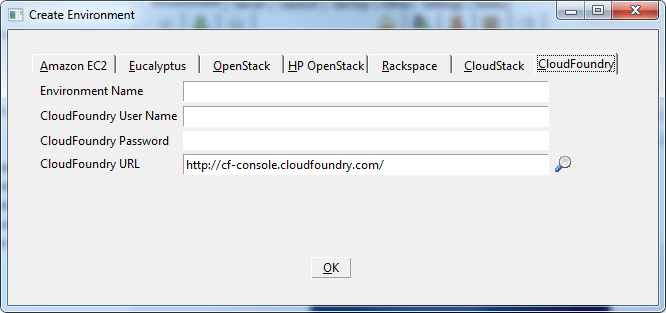 Create Environment
Amazon EC2 Eucalyptus OpenStack HP OpenStack Rackspace CloudStack CloudFoundry
Environment Name
CloudFoundry User Name
CloudFoundry Password
CloudFoundry URL http://cf-console.cloudfoundry.com/
OK